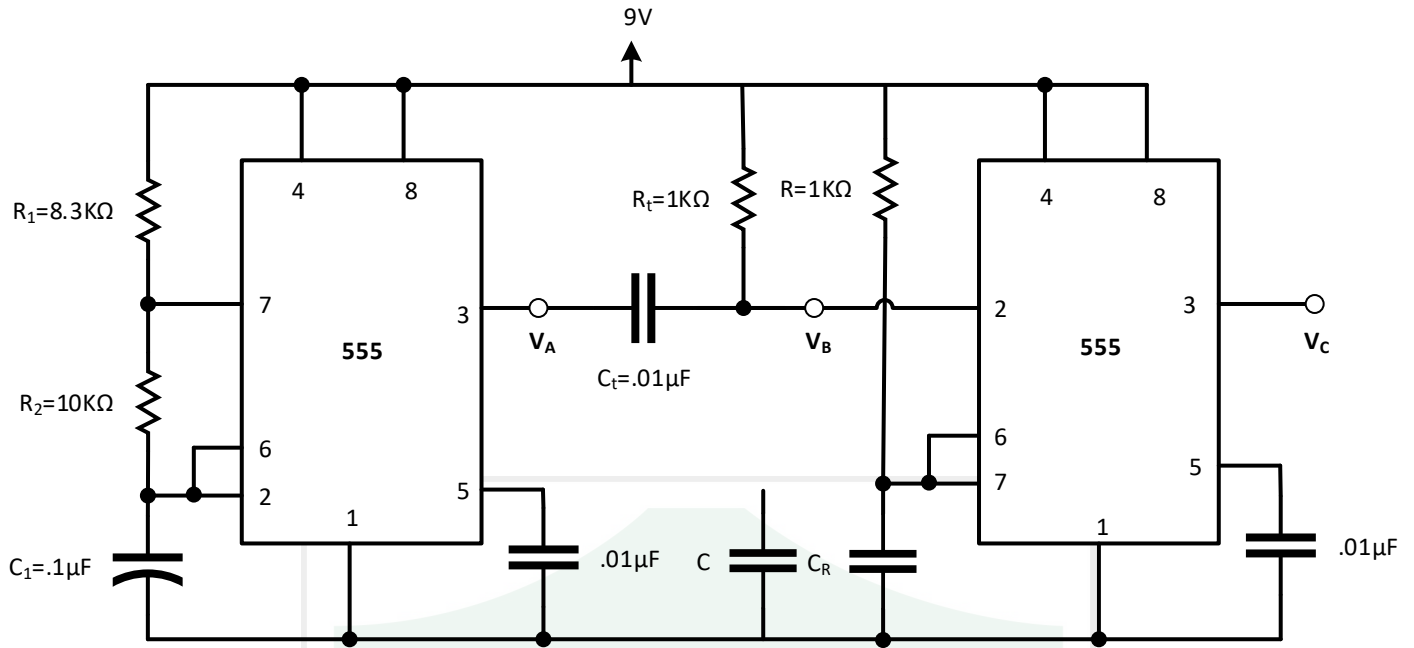 9V
4 8
R₁=8.3KΩ
7
R₂=10KΩ
6
2
C₁=.1µF
555
3
5
1
.01µF
V_A
C_t=.01µF
R_t=1KΩ
R=1KΩ
V_B
C
C_R
4 8
2
555
3
V_C
6
7
5
1
.01µF